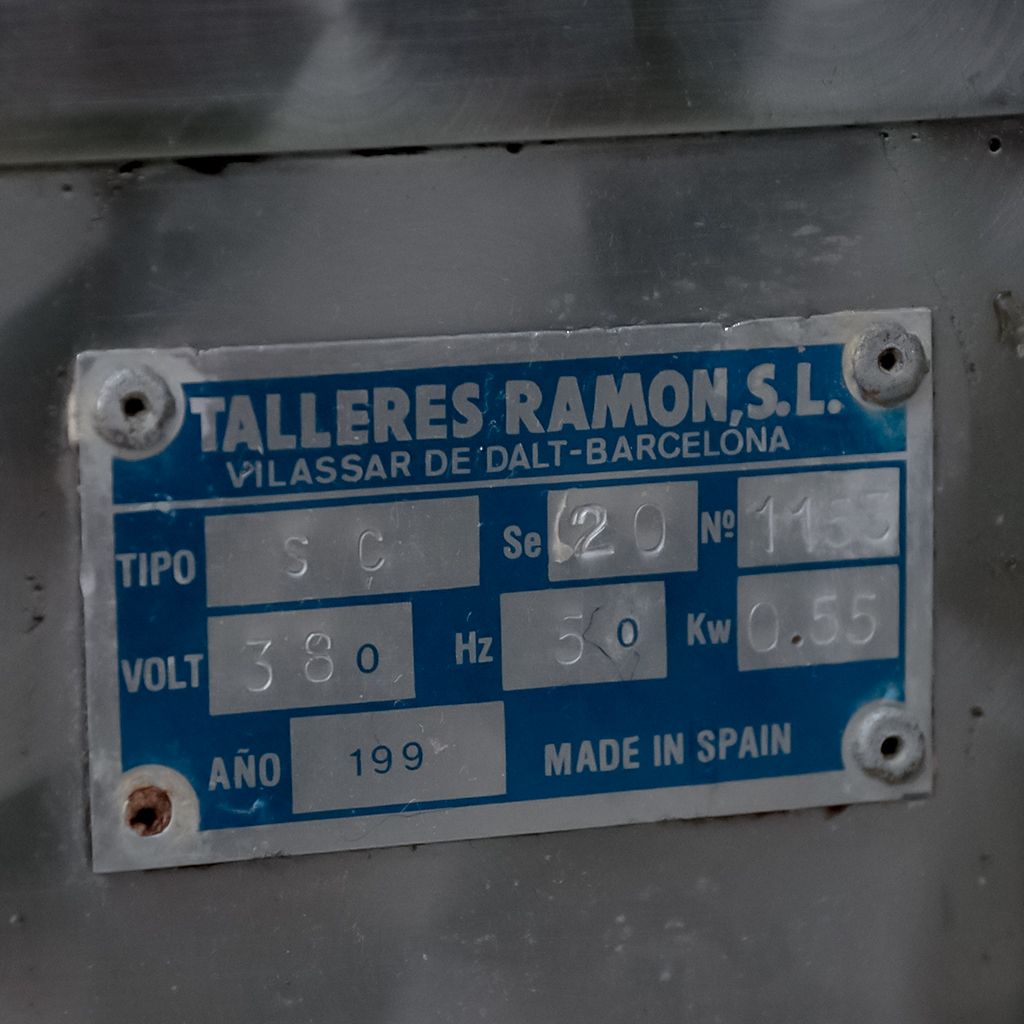 TALLERES RAMON, S.L.
VILASSAR DE DALT-BARCELONA
TIPO S C Se 20 Nº 1153
VOLT 380 Hz 50 Kw 0.55
AÑO 199 MADE IN SPAIN